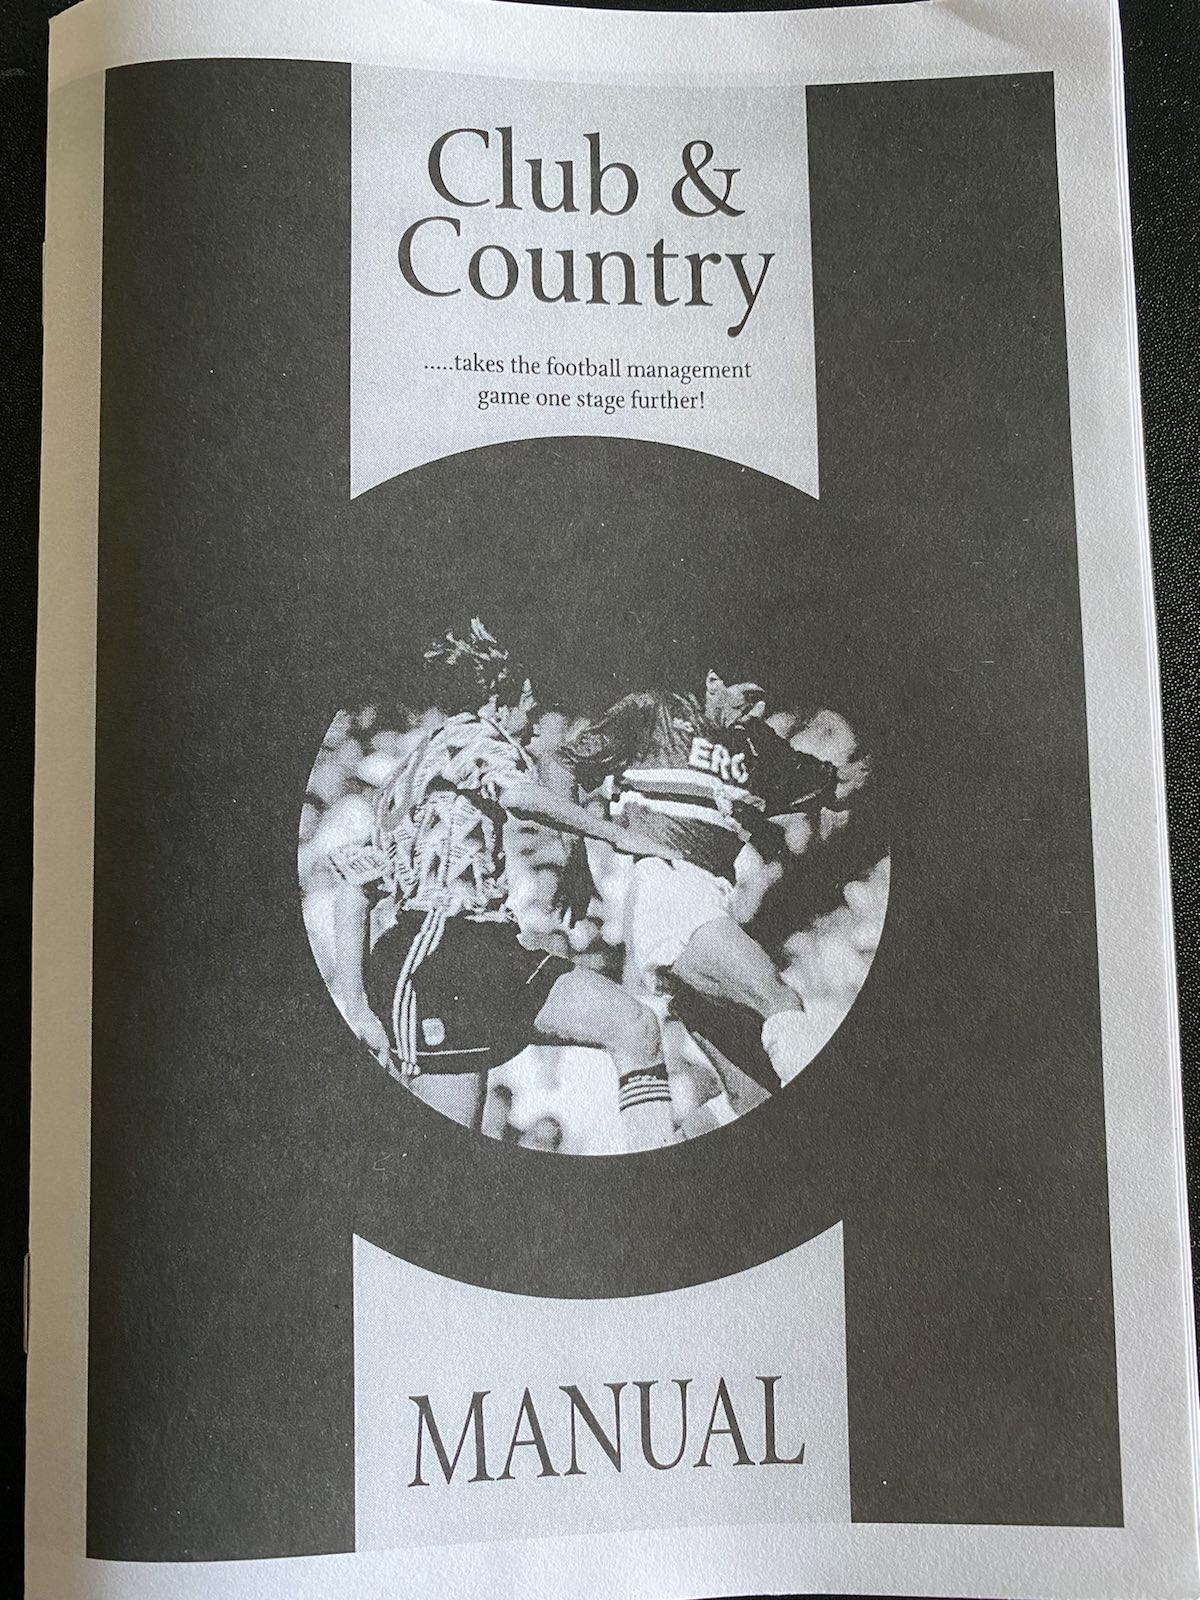 Club &
Country
.....takes the football management
game one stage further!
MANUAL